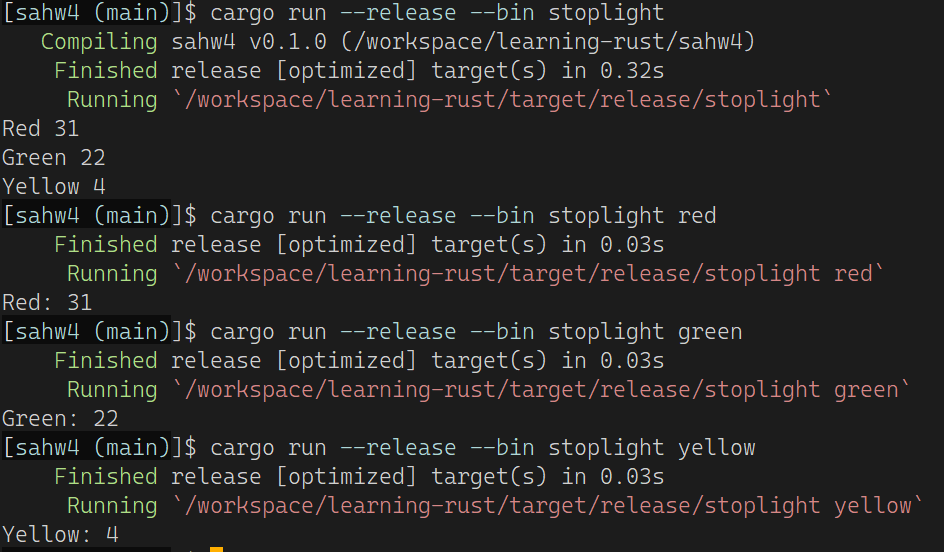 [sahw4 (main)]$ cargo run --release --bin stoplight
   Compiling sahw4 v0.1.0 (/workspace/learning-rust/sahw4)
    Finished release [optimized] target(s) in 0.32s
     Running `/workspace/learning-rust/target/release/stoplight`
Red 31
Green 22
Yellow 4
[sahw4 (main)]$ cargo run --release --bin stoplight red
    Finished release [optimized] target(s) in 0.03s
     Running `/workspace/learning-rust/target/release/stoplight red`
Red: 31
[sahw4 (main)]$ cargo run --release --bin stoplight green
    Finished release [optimized] target(s) in 0.03s
     Running `/workspace/learning-rust/target/release/stoplight green`
Green: 22
[sahw4 (main)]$ cargo run --release --bin stoplight yellow
    Finished release [optimized] target(s) in 0.03s
     Running `/workspace/learning-rust/target/release/stoplight yellow`
Yellow: 4